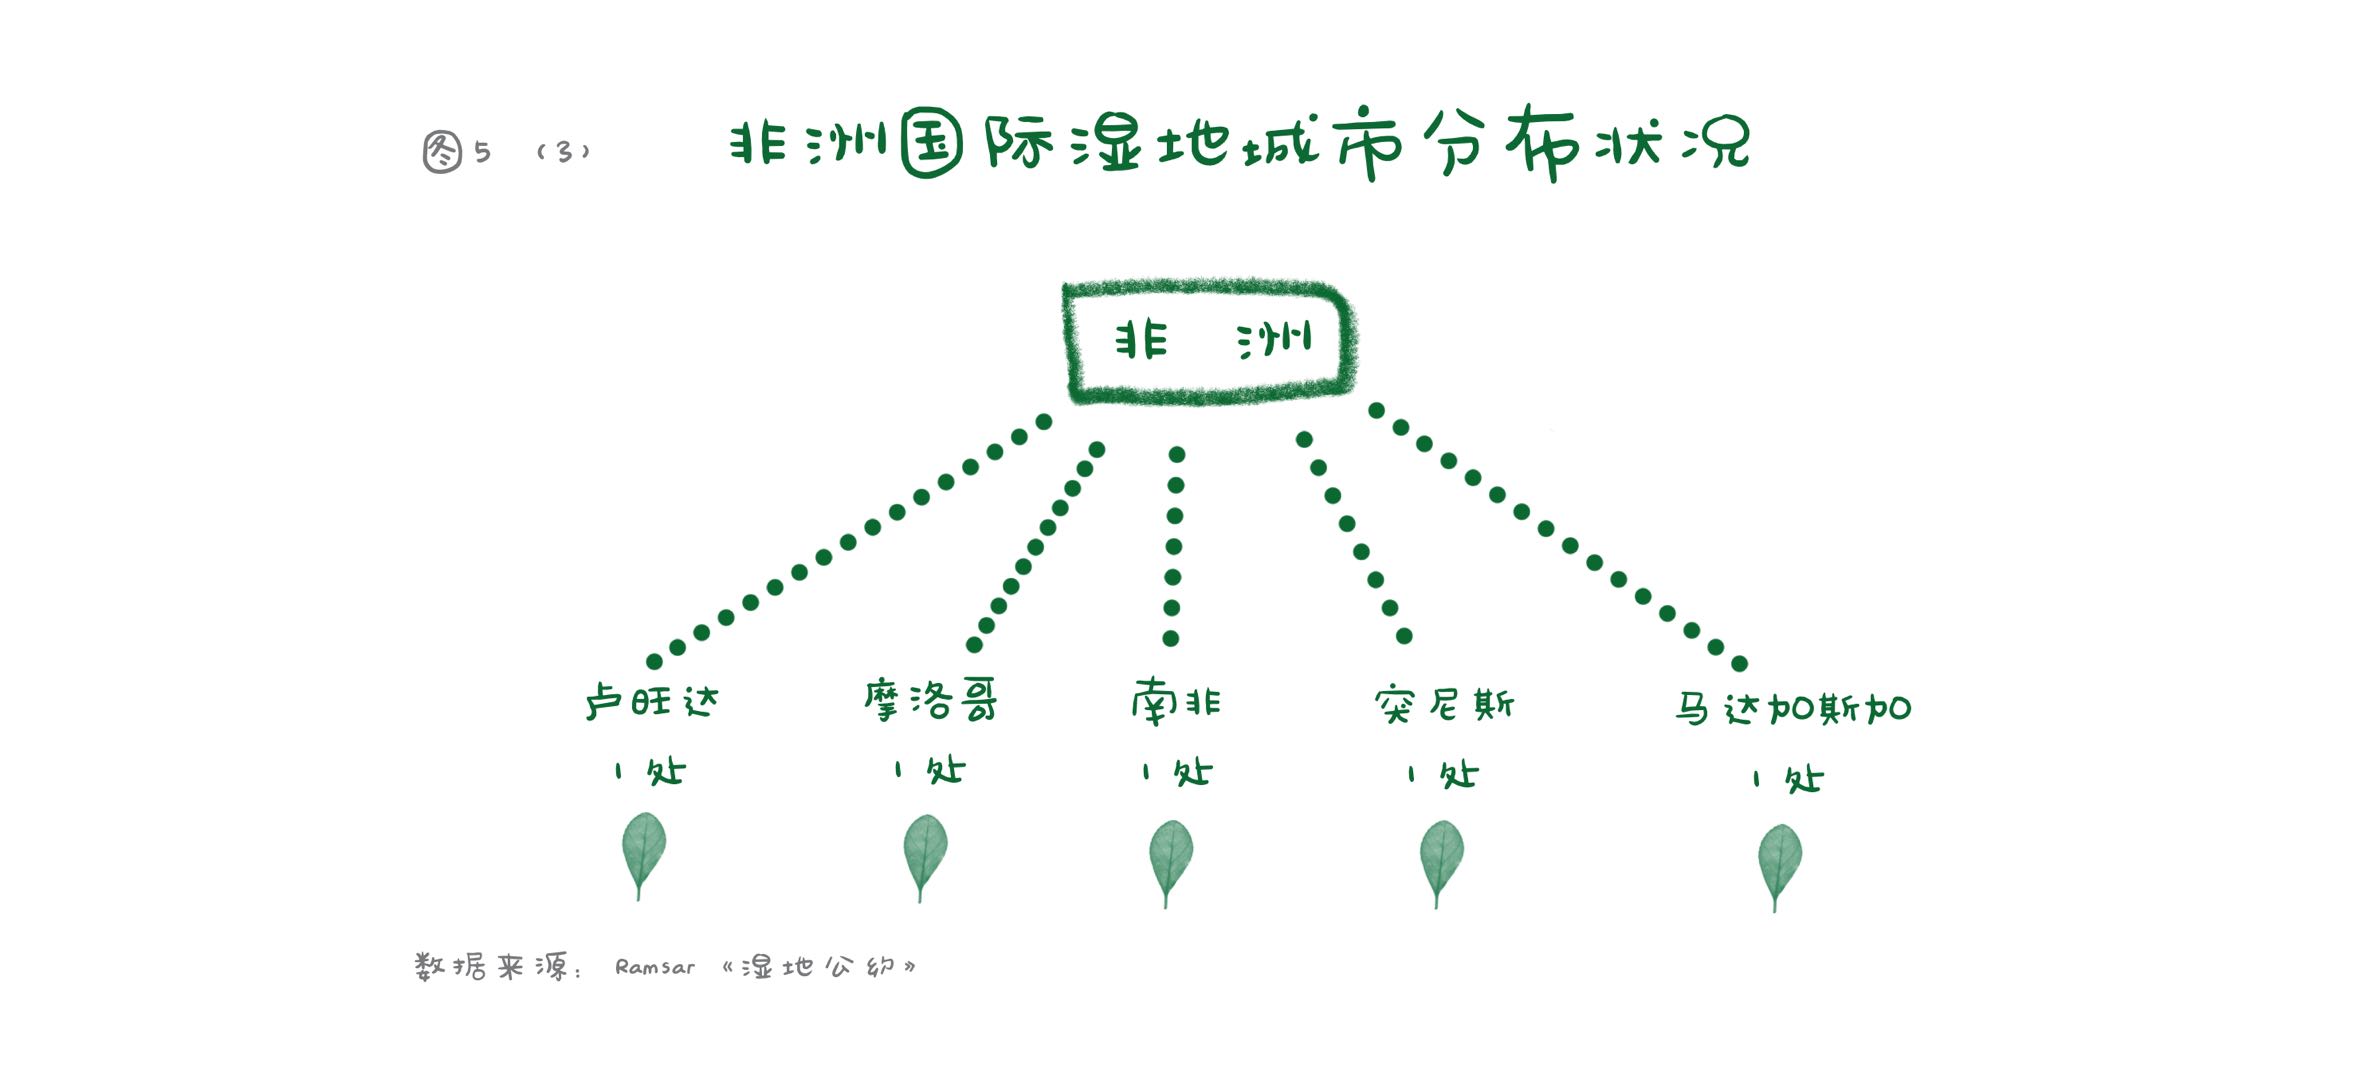 图5 （3） 非洲国际湿地城市分布状况
非 洲
卢旺达 摩洛哥 南非 突尼斯 马达加斯加
1 处 1 处 1 处 1 处 1 处
数据来源： Ramsar 《湿地公约》